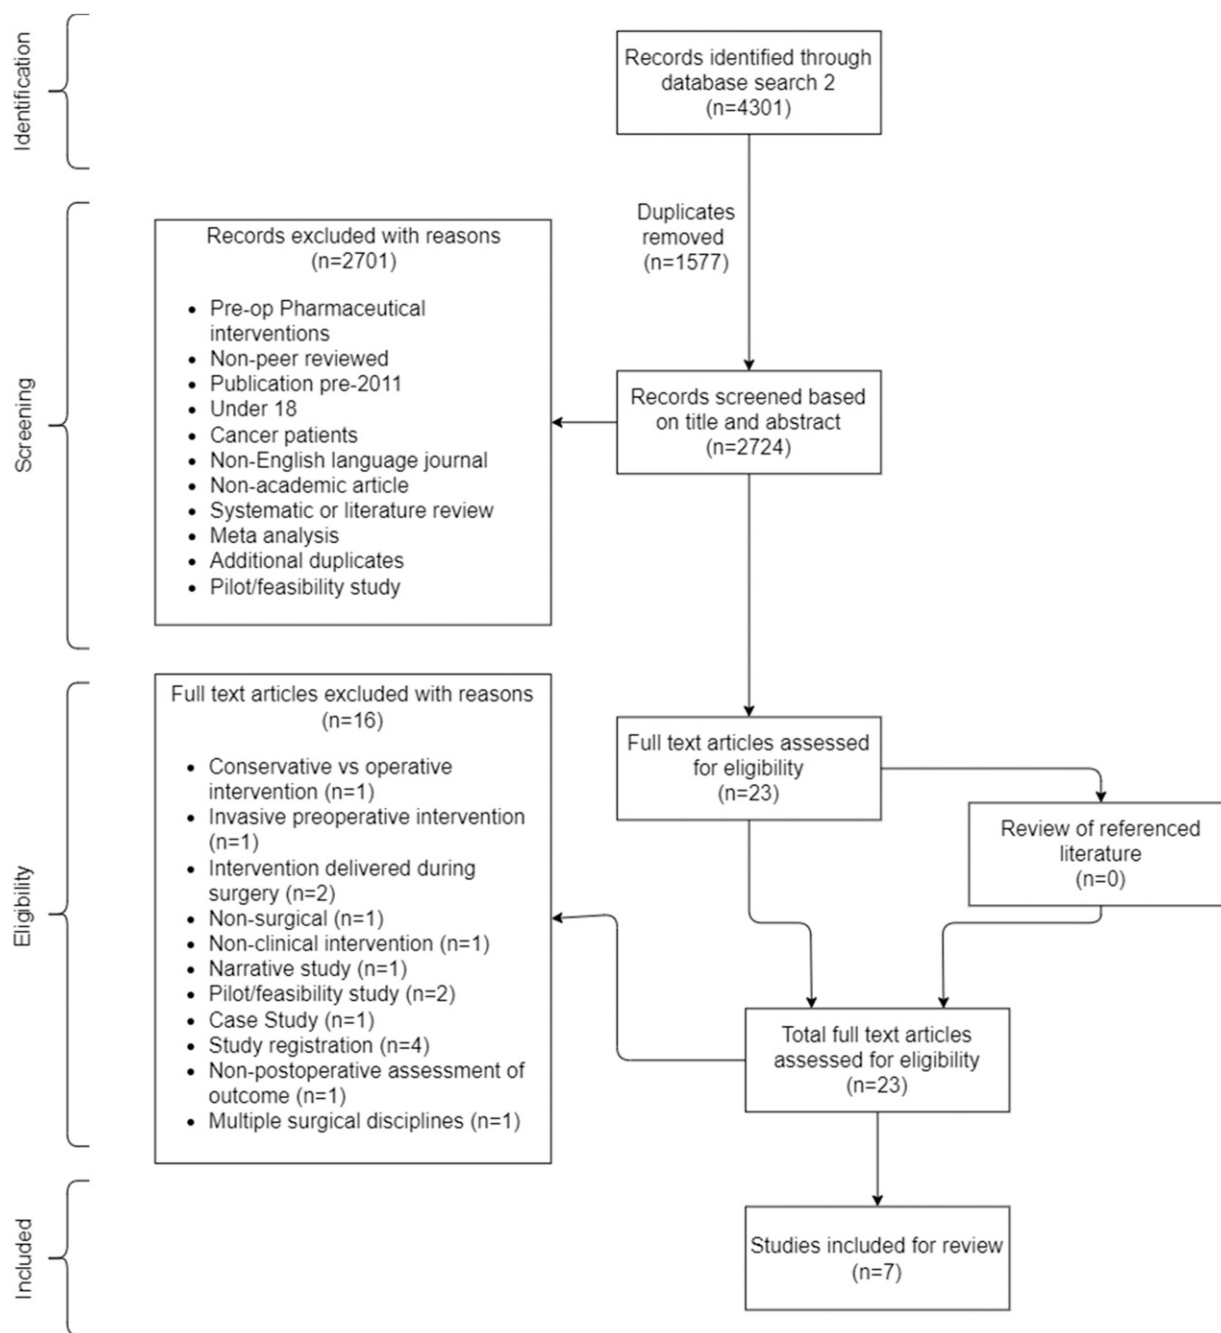 Identification
Records identified through
database search 2
(n=4301)
Duplicates
removed
(n=1577)
Screening
Records excluded with reasons
(n=2701)
• Pre-op Pharmaceutical
interventions
• Non-peer reviewed
• Publication pre-2011
• Under 18
• Cancer patients
• Non-English language journal
• Non-academic article
• Systematic or literature review
• Meta analysis
• Additional duplicates
• Pilot/feasibility study
Records screened based
on title and abstract
(n=2724)
Eligibility
Full text articles excluded with reasons
(n=16)
• Conservative vs operative
intervention (n=1)
• Invasive preoperative intervention
(n=1)
• Intervention delivered during
surgery (n=2)
• Non-surgical (n=1)
• Non-clinical intervention (n=1)
• Narrative study (n=1)
• Pilot/feasibility study (n=2)
• Case Study (n=1)
• Study registration (n=4)
• Non-postoperative assessment of
outcome (n=1)
• Multiple surgical disciplines (n=1)
Full text articles assessed
for eligibility
(n=23)
Review of referenced
literature
(n=0)
Total full text articles
assessed for eligibility
(n=23)
Included
Studies included for review
(n=7)